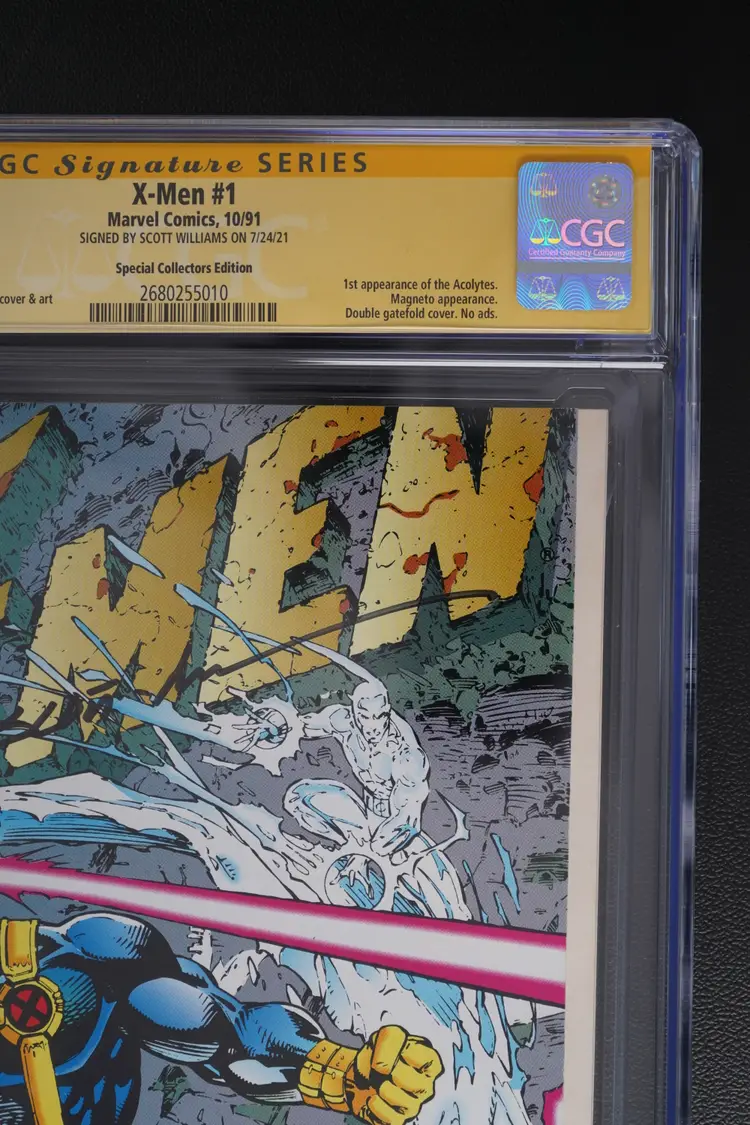 GC Signature SERIES
X-Men #1
Marvel Comics, 10/91
SIGNED BY SCOTT WILLIAMS ON 7/24/21
Special Collectors Edition
cover & art
2680255010
1st appearance of the Acolytes.
Magneto appearance.
Double gatefold cover. No ads.
CGC
Certified Guaranty Company
MEN
®